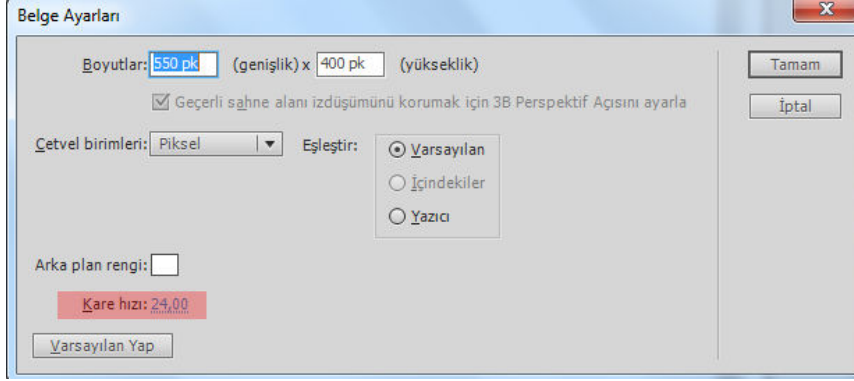 Belge Ayarları
Boyutlar: 550 pk (genişlik) x 400 pk (yükseklik)
Tamam
Geçerli sahne alanı izdüşümünü korumak için 3B Perspektif Açısını ayarla
İptal
Cetvel birimleri: Piksel Eşleştir: Varsayılan
İçindekiler
Yazıcı
Arka plan rengi:
Kare hızı: 24,00
Varsayılan Yap